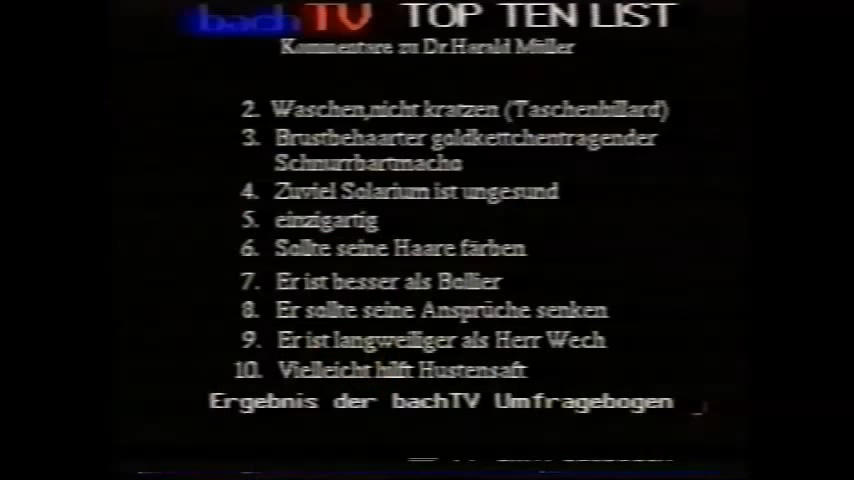 bachTV TOP TEN LIST
Kommentare zu Dr.Harald Müller
2. Waschen,nicht kratzen (Taschenbillard)
3. Brustbehaarter goldkettchentragender
Schnurrbartmacho
4. Zuviel Solarium ist ungesund
5. einzigartig
6. Sollte seine Haare färben
7. Er ist besser als Bollier
8. Er sollte seine Ansprüche senken
9. Er ist langweiliger als Herr Wech
10. Vielleicht hilft Hustensaft
Ergebnis der bachTV Umfragebogen